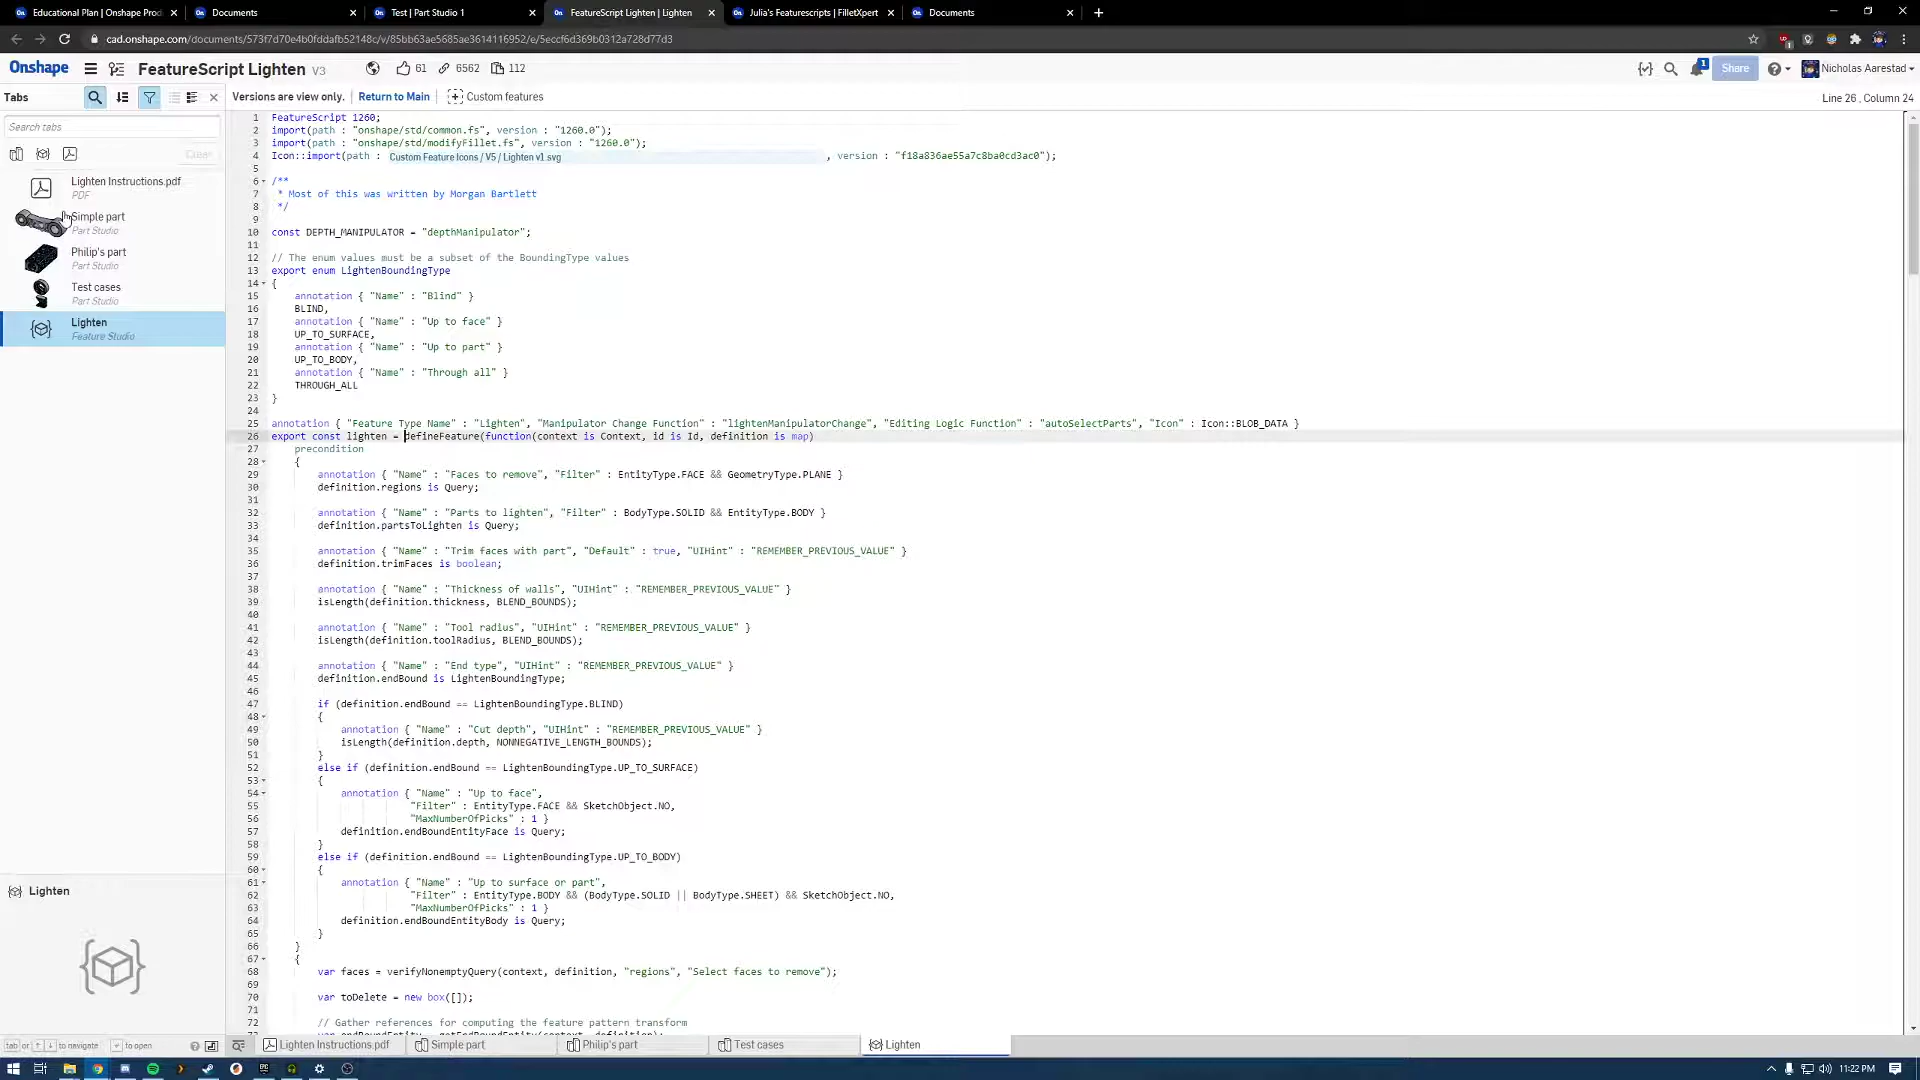 Educational Plan | Onshape Prod
Documents
Test | Part Studio 1
FeatureScript Lighten | Lighten
Julia's Featurescripts | FilletXpert
Documents
cad.onshape.com/documents/573f7d70e4b0fddafb52148c/v/85bb63ae5685ae3614116952/e/5eccf6d369b0312a728d77d3
Onshape
FeatureScript Lighten V3
61
6562
112
Share
1
Nicholas Aarestad
Tabs
Versions are view only. Return to Main
Custom features
Line 26 , Column 24
Search tabs
Clear
Lighten Instructions.pdf
PDF
Simple part
Part Studio
Philip's part
Part Studio
Test cases
Part Studio
Lighten
Feature Studio
1 FeatureScript 1260;
2 import(path : "onshape/std/common.fs", version : "1260.0");
3 import(path : "onshape/std/modifyFillet.fs", version : "1260.0");
4 Icon::import(path : Custom Feature Icons / V5 / Lighten v1.svg , version : "f18a836ae55a7c8ba0cd3ac0");
5
6 /**
7 * Most of this was written by Morgan Bartlett
8 */
9
10 const DEPTH_MANIPULATOR = "depthManipulator";
11
12 // The enum values must be a subset of the BoundingType values
13 export enum LightenBoundingType
14 {
15 annotation { "Name" : "Blind" }
16 BLIND,
17 annotation { "Name" : "Up to face" }
18 UP_TO_SURFACE,
19 annotation { "Name" : "Up to part" }
20 UP_TO_BODY,
21 annotation { "Name" : "Through all" }
22 THROUGH_ALL
23 }
24
25 annotation { "Feature Type Name" : "Lighten", "Manipulator Change Function" : "lightenManipulatorChange", "Editing Logic Function" : "autoSelectParts", "Icon" : Icon::BLOB_DATA }
26 export const lighten = defineFeature(function(context is Context, id is Id, definition is map)
27 precondition
28 {
29 annotation { "Name" : "Faces to remove", "Filter" : EntityType.FACE && GeometryType.PLANE }
30 definition.regions is Query;
31
32 annotation { "Name" : "Parts to lighten", "Filter" : BodyType.SOLID && EntityType.BODY }
33 definition.partsToLighten is Query;
34
35 annotation { "Name" : "Trim faces with part", "Default" : true, "UIHint" : "REMEMBER_PREVIOUS_VALUE" }
36 definition.trimFaces is boolean;
37
38 annotation { "Name" : "Thickness of walls", "UIHint" : "REMEMBER_PREVIOUS_VALUE" }
39 isLength(definition.thickness, BLEND_BOUNDS);
40
41 annotation { "Name" : "Tool radius", "UIHint" : "REMEMBER_PREVIOUS_VALUE" }
42 isLength(definition.toolRadius, BLEND_BOUNDS);
43
44 annotation { "Name" : "End type", "UIHint" : "REMEMBER_PREVIOUS_VALUE" }
45 definition.endBound is LightenBoundingType;
46
47 if (definition.endBound == LightenBoundingType.BLIND)
48 {
49 annotation { "Name" : "Cut depth", "UIHint" : "REMEMBER_PREVIOUS_VALUE" }
50 isLength(definition.depth, NONNEGATIVE_LENGTH_BOUNDS);
51 }
52 else if (definition.endBound == LightenBoundingType.UP_TO_SURFACE)
53 {
54 annotation { "Name" : "Up to face",
55 "Filter" : EntityType.FACE && SketchObject.NO,
56 "MaxNumberOfPicks" : 1 }
57 definition.endBoundEntityFace is Query;
58 }
59 else if (definition.endBound == LightenBoundingType.UP_TO_BODY)
60 {
61 annotation { "Name" : "Up to surface or part",
62 "Filter" : EntityType.BODY && (BodyType.SOLID || BodyType.SHEET) && SketchObject.NO,
63 "MaxNumberOfPicks" : 1 }
64 definition.endBoundEntityBody is Query;
65 }
66 }
67 {
68 var faces = verifyNonemptyQuery(context, definition, "regions", "Select faces to remove");
69
70 var toDelete = new box([]);
71
72 // Gather references for computing the feature pattern transform
Lighten
tab or to navigate to open
Lighten Instructions.pdf
Simple part
Philip's part
Test cases
Lighten
11:22 PM